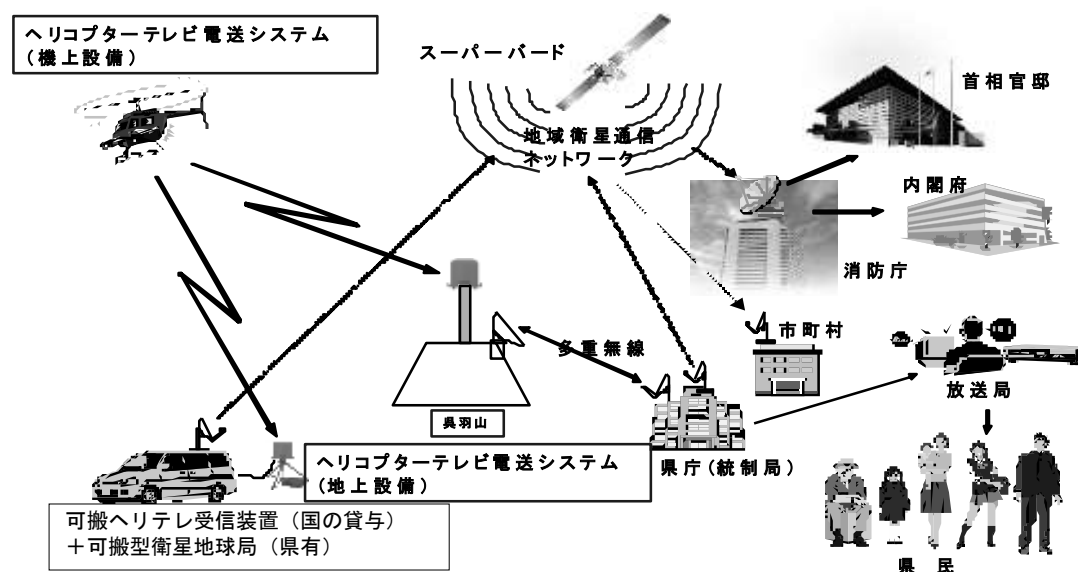 ヘリコプターテレビ電送システム
(機上設備)
スーパーバード
首相官邸
地域衛星通信
ネットワータ
内閣府
消防庁
市町村
多重無線
放送局
呉羽山
県庁(統制局)
ヘリコプターテレビ電送システム
(地上設備)
可搬ヘリテレ受信装置(国の貸与)
+可搬型衛星地球局(県有)
県 民